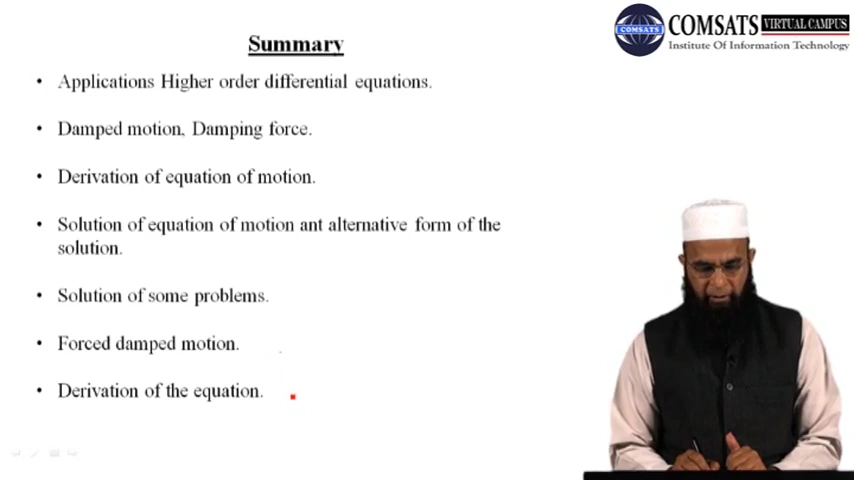 Summary
• Applications Higher order differential equations.
• Damped motion, Damping force.
• Derivation of equation of motion.
• Solution of equation of motion ant alternative form of the
solution.
• Solution of some problems.
• Forced damped motion.
• Derivation of the equation.
COMSATS
COMSATS VIRTUAL CAMPUS
Institute Of Information Technology